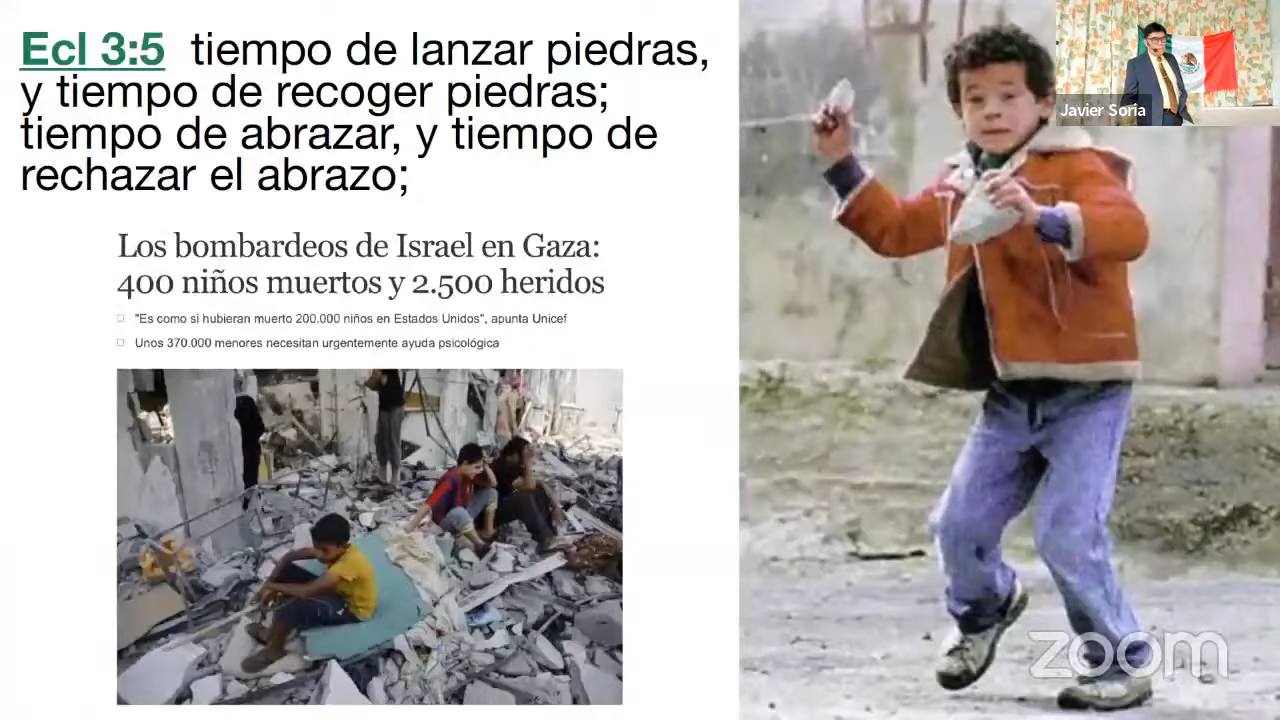 Ecl 3:5 tiempo de lanzar piedras,
y tiempo de recoger piedras;
tiempo de abrazar, y tiempo de
rechazar el abrazo;
Los bombardeos de Israel en Gaza:
400 niños muertos y 2.500 heridos
"Es como si hubieran muerto 200.000 niños en Estados Unidos", apunta Unicef
Unos 370.000 menores necesitan urgentemente ayuda psicológica
Javier Soria
zoom